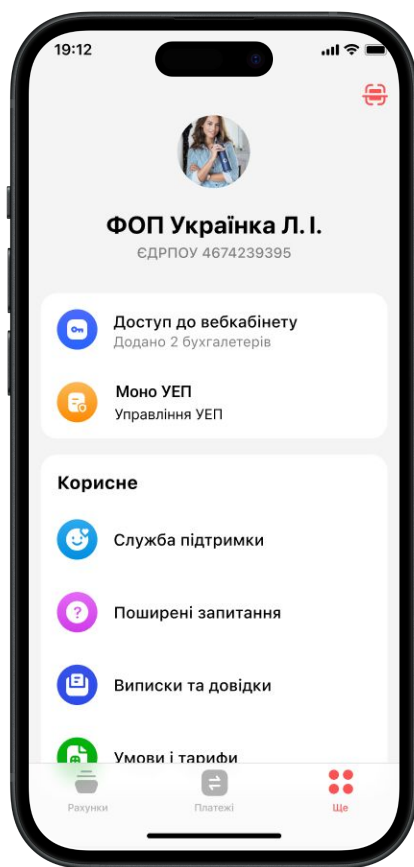 19:12
ФОП Українка Л. І.
ЄДРПОУ 4674239395
Доступ до вебкабінету
Додано 2 бухгалтерів
Моно УЕП
Управління УЕП
Корисне
Служба підтримки
Поширені запитання
Виписки та довідки
Умови і тарифи
Рахунки
Платежі
Ще